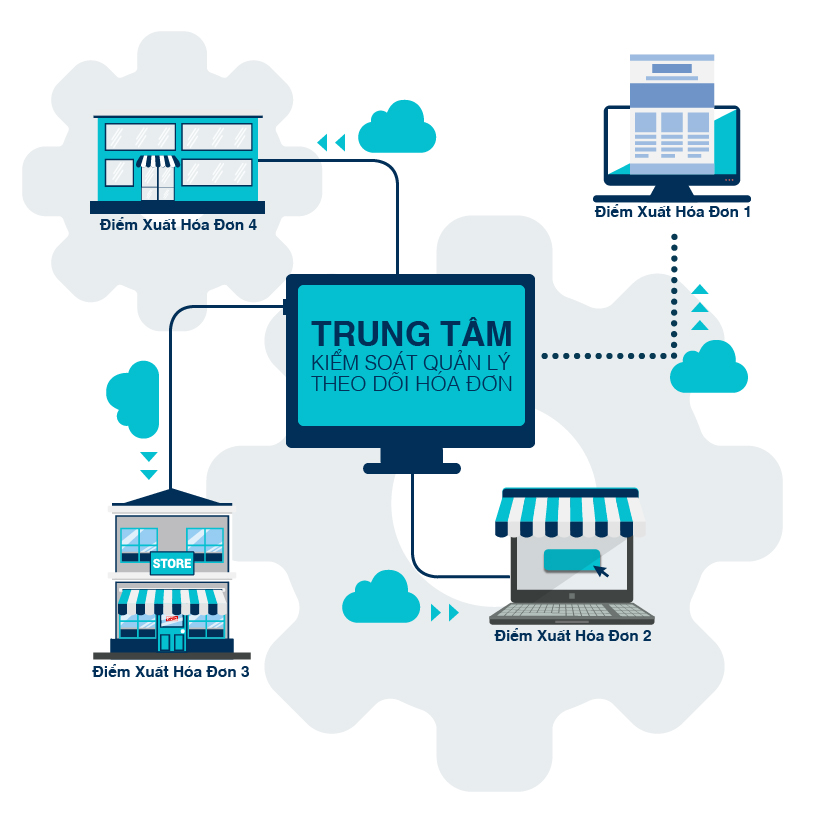 Điểm Xuất Hóa Đơn 1
Điểm Xuất Hóa Đơn 4
TRUNG TÂM
KIỂM SOÁT QUẢN LÝ
THEO DÕI HÓA ĐƠN
STORE
Điểm Xuất Hóa Đơn 2
Điểm Xuất Hóa Đơn 3